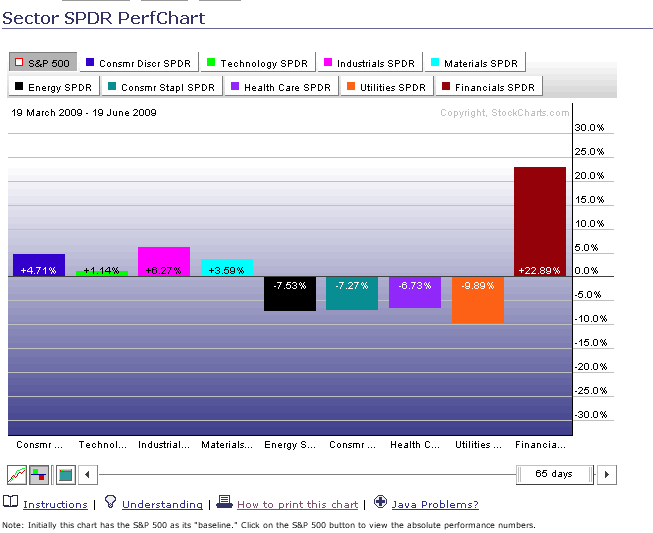 Sector SPDR PerfChart
S&P 500 Consmr Discr SPDR Technology SPDR Industrials SPDR Materials SPDR
Energy SPDR Consmr Stapl SPDR Health Care SPDR Utilities SPDR Financials SPDR
19 March 2009 - 19 June 2009 Copyright, StockCharts.com
30.0%
25.0%
20.0%
15.0%
10.0%
5.0%
0.0%
-5.0%
-10.0%
-15.0%
-20.0%
-25.0%
-30.0%
+4.71% +1.14% +6.27% +3.59% -7.53% -7.27% -6.73% -9.89% +22.89%
Consmr ... Technol... Industrial... Materials... Energy S... Consmr ... Health C... Utilities ... Financia...
65 days
Instructions | Understanding | How to print this chart | Java Problems?
Note: Initially this chart has the S&P 500 as its "baseline." Click on the S&P 500 button to view the absolute performance numbers.